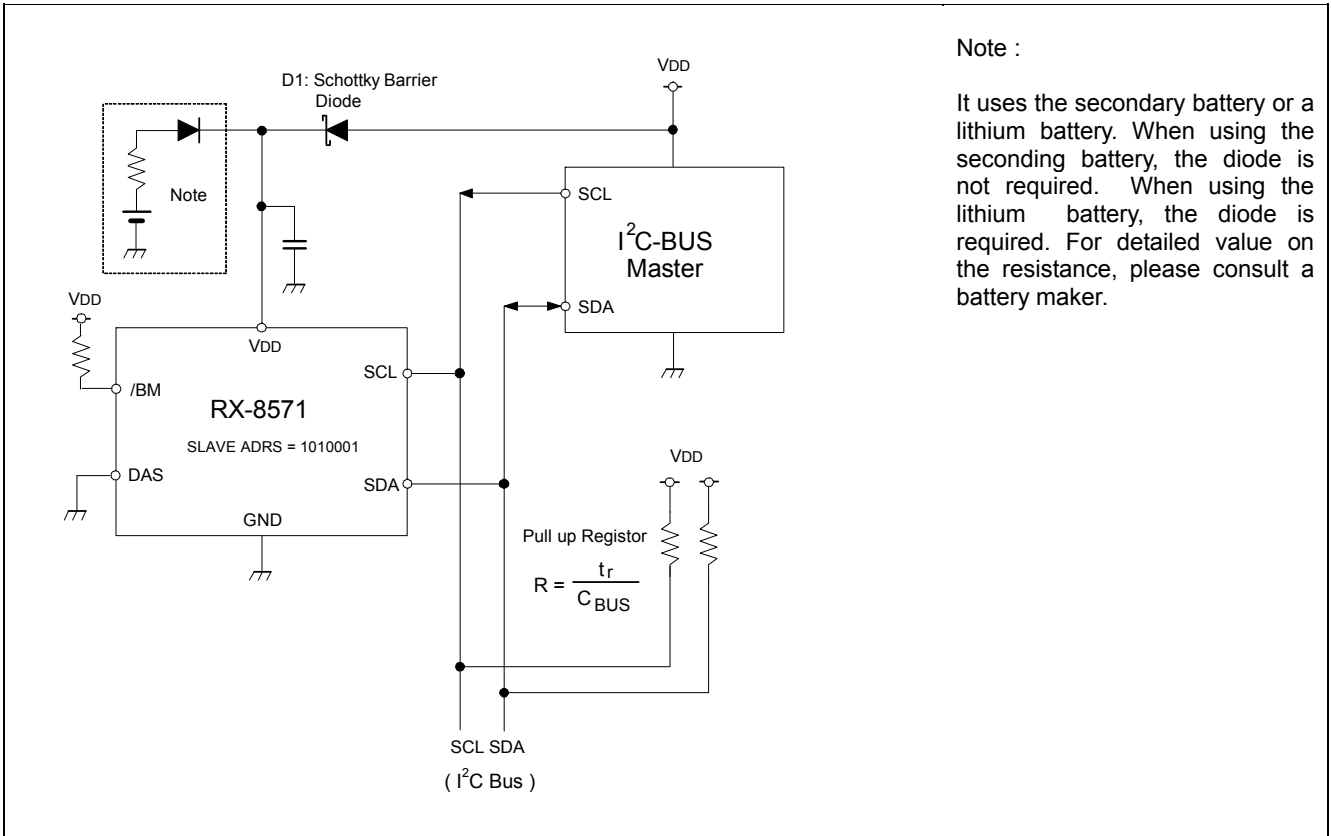 Note :
It uses the secondary battery or a
lithium battery. When using the
seconding battery, the diode is
not required. When using the
lithium battery, the diode is
required. For detailed value on
the resistance, please consult a
battery maker.
D1: Schottky Barrier
Diode
VDD
Note
SCL
I²C-BUS
Master
SDA
VDD
VDD
/BM
SCL
RX-8571
SLAVE ADRS = 1010001
DAS
SDA
GND
VDD
Pull up Registor
R = tr / CBUS
SCL SDA
( I²C Bus )